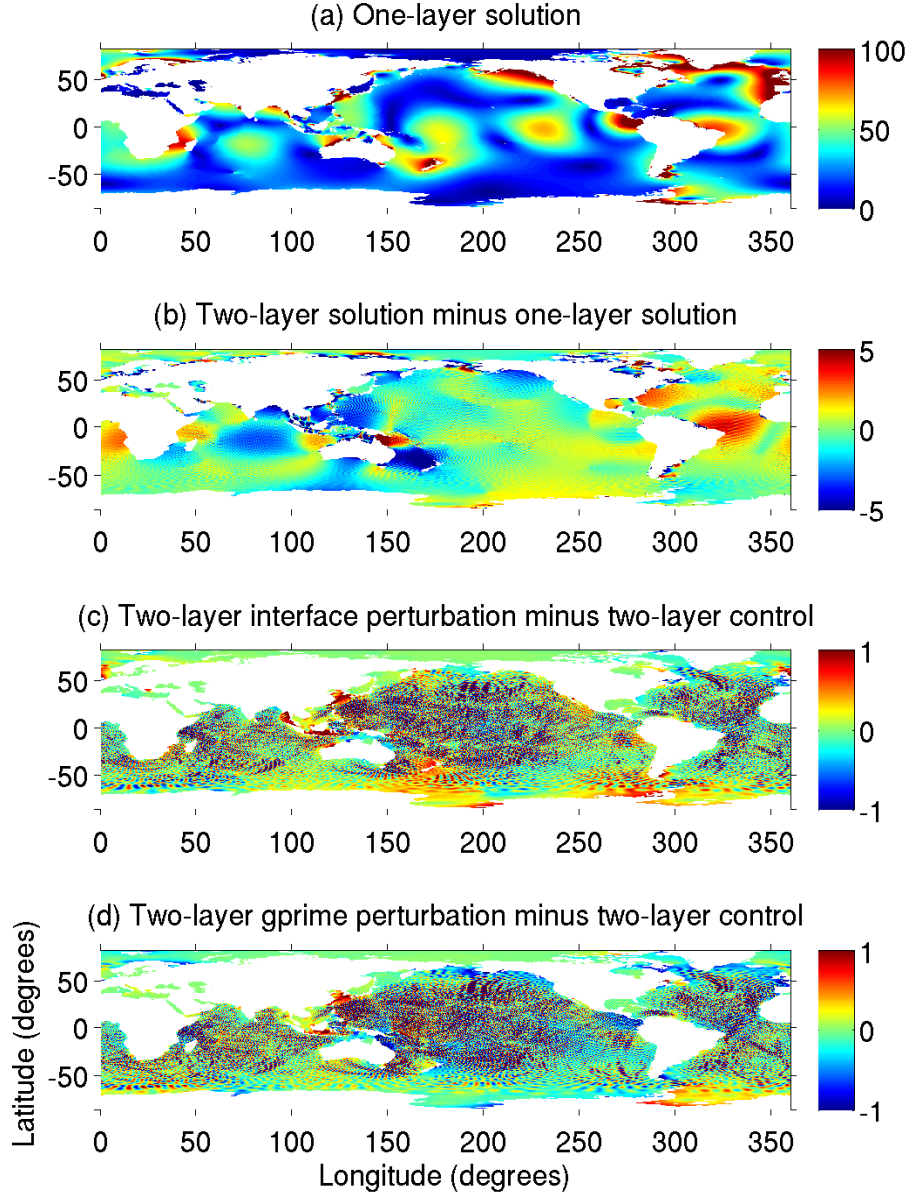 (a) One-layer solution
50
0
-50
0 50 100 150 200 250 300 350
100
50
0
(b) Two-layer solution minus one-layer solution
50
0
-50
0 50 100 150 200 250 300 350
5
0
-5
(c) Two-layer interface perturbation minus two-layer control
50
0
-50
0 50 100 150 200 250 300 350
1
0
-1
(d) Two-layer gprime perturbation minus two-layer control
50
0
-50
0 50 100 150 200 250 300 350
1
0
-1
Latitude (degrees)
Longitude (degrees)